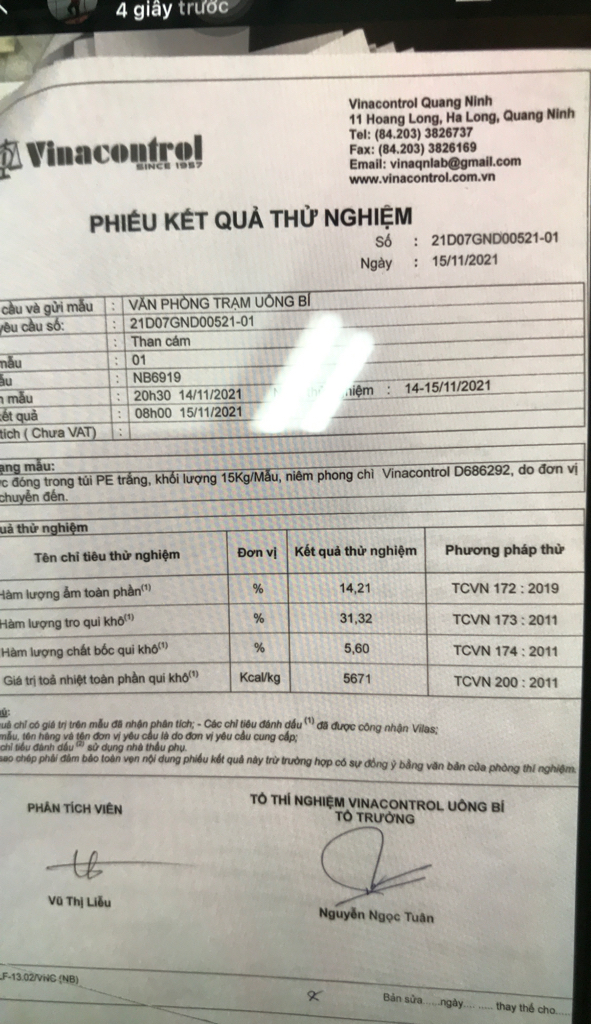 4 giây trước
Vinacontrol
SINCE 1957
Vinacontrol Quang Ninh
11 Hoang Long, Ha Long, Quang Ninh
Tel: (84.203) 3826737
Fax: (84.203) 3826169
Email: vinaqnlab@gmail.com
www.vinacontrol.com.vn
PHIẾU KẾT QUẢ THỬ NGHIỆM
Số : 21D07GND00521-01
Ngày : 15/11/2021
cầu và gửi mẫu : VĂN PHÒNG TRẠM UÔNG BÍ
yêu cầu số: : 21D07GND00521-01
: Than cám
mẫu : 01
ẫu : NB6919
n mẫu : 20h30 14/11/2021 iệm : 14-15/11/2021
kết quả : 08h00 15/11/2021
tích ( Chưa VAT) :
ạng mẫu:
c đóng trong túi PE trắng, khối lượng 15Kg/Mẫu, niêm phong chì Vinacontrol D686292, do đơn vị
chuyển đến.
uả thử nghiệm
Tên chỉ tiêu thử nghiệm Đơn vị Kết quả thử nghiệm Phương pháp thử
Hàm lượng ẩm toàn phần(1) % 14,21 TCVN 172 : 2019
Hàm lượng tro qui khô(1) % 31,32 TCVN 173 : 2011
Hàm lượng chất bốc qui khô(1) % 5,60 TCVN 174 : 2011
Giá trị toả nhiệt toàn phần qui khô(1) Kcal/kg 5671 TCVN 200 : 2011
uả chỉ có giá trị trên mẫu đã nhận phân tích; - Các chỉ tiêu đánh dấu (1) đã được công nhận Vilas;
mẫu, tên hàng và tên đơn vị yêu cầu là do đơn vị yêu cầu cung cấp;
chỉ tiêu đánh dấu (2) sử dụng nhà thầu phụ.
sao chép phải đảm bảo toàn vẹn nội dung phiếu kết quả này trừ trường hợp có sự đồng ý bằng văn bản của phòng thí nghiệm.
PHÂN TÍCH VIÊN
TỔ THÍ NGHIỆM VINACONTROL UÔNG BÍ
TỔ TRƯỞNG
Vũ Thị Liễu
Nguyễn Ngọc Tuân
LF-13.02/VNC (NB)
Bản sửa......ngày.... ..... thay thế cho.....